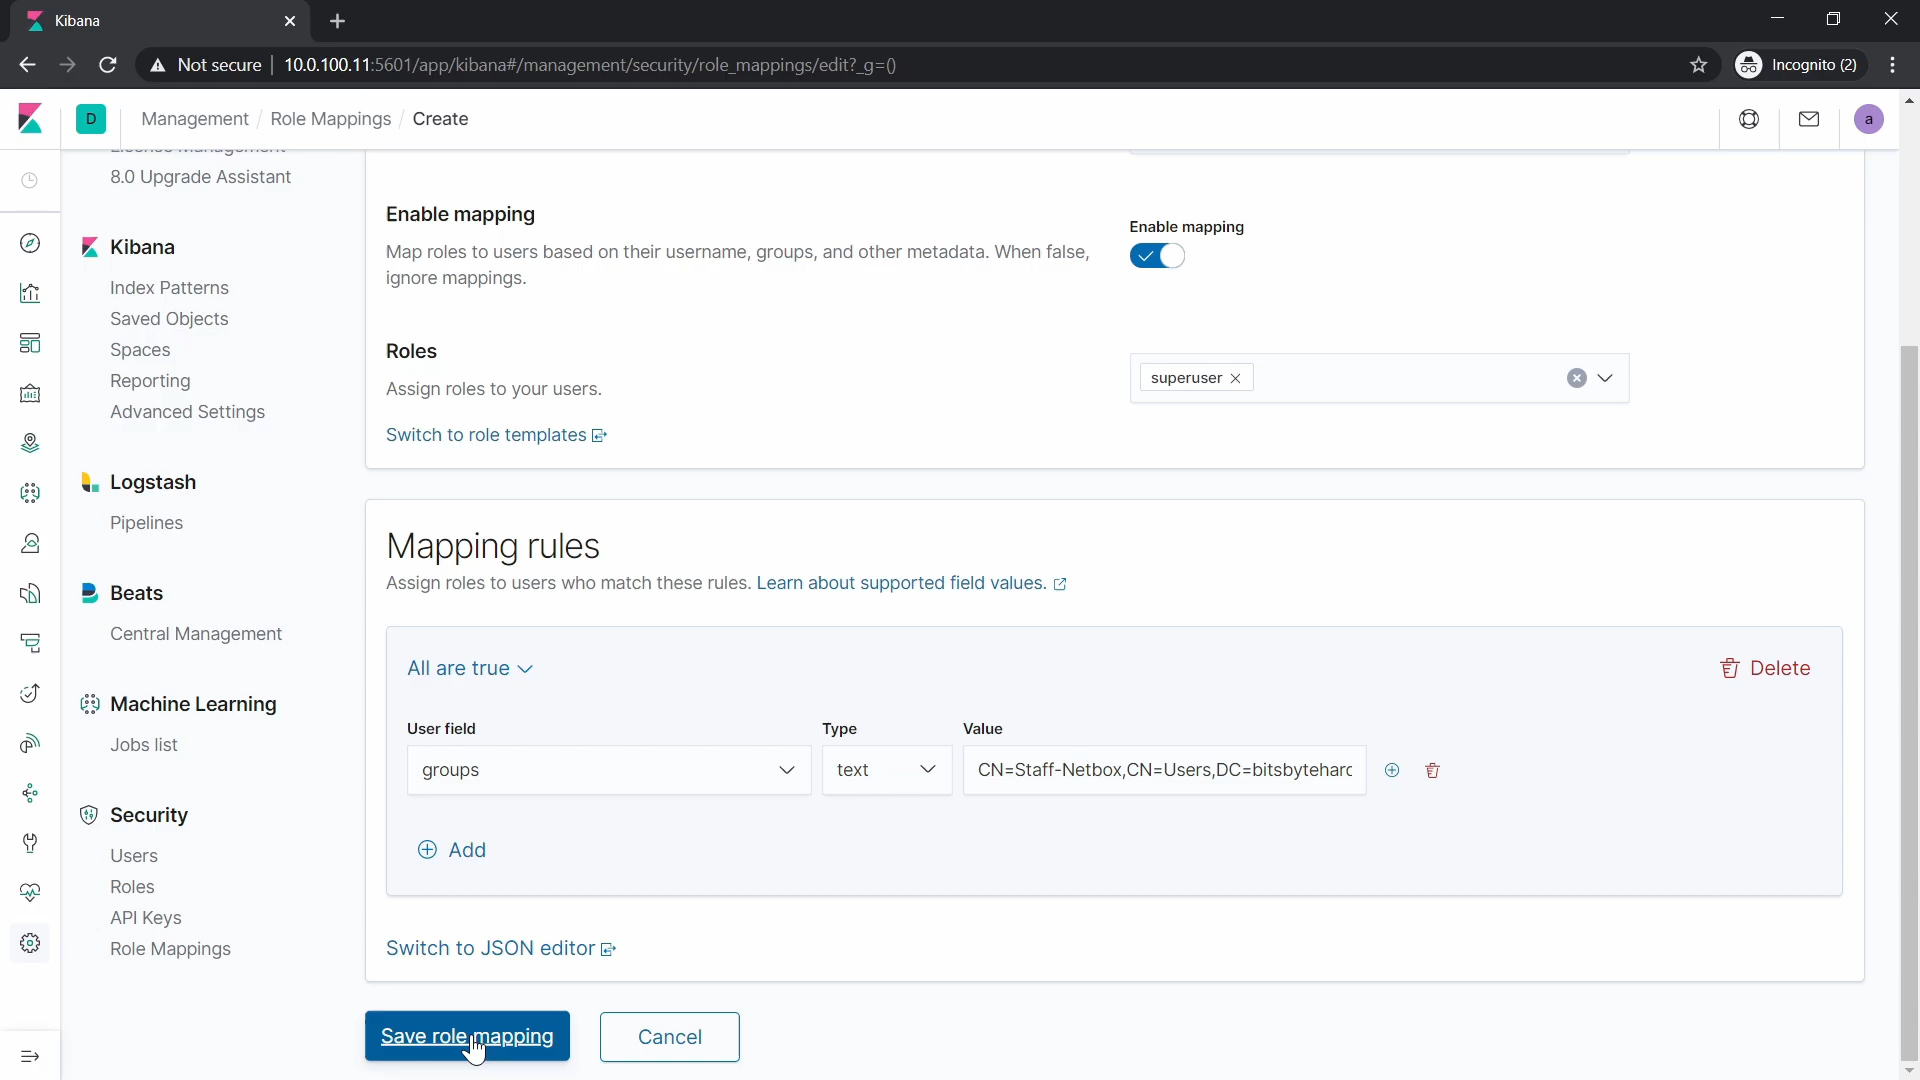 Kibana
Not secure
10.0.100.11:5601/app/kibana#/management/security/role_mappings/edit?_g=()
Incognito (2)
D
Management / Role Mappings / Create
a
License Management
8.0 Upgrade Assistant
Kibana
Index Patterns
Saved Objects
Spaces
Reporting
Advanced Settings
Logstash
Pipelines
Beats
Central Management
Machine Learning
Jobs list
Security
Users
Roles
API Keys
Role Mappings
Enable mapping
Map roles to users based on their username, groups, and other metadata. When false,
ignore mappings.
Enable mapping
Roles
Assign roles to your users.
superuser
Switch to role templates
Mapping rules
Assign roles to users who match these rules. Learn about supported field values.
All are true
Delete
User field
Type
Value
groups
text
CN=Staff-Netbox,CN=Users,DC=bitsbyteharc
Add
Switch to JSON editor
Save role mapping
Cancel